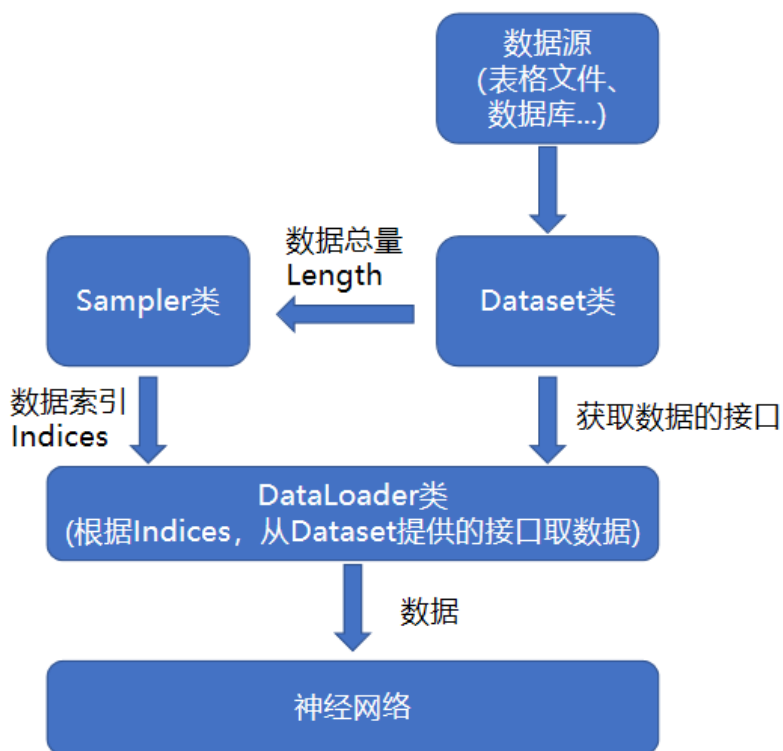 数据源
(表格文件、
数据库...)
数据总量
Length
Sampler类
Dataset类
数据索引
Indices
获取数据的接口
DataLoader类
(根据Indices，从Dataset提供的接口取数据)
数据
神经网络